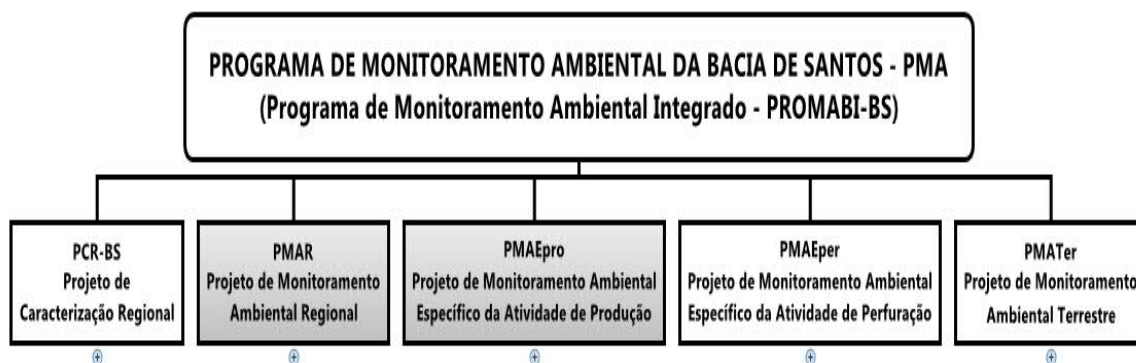 PROGRAMA DE MONITORAMENTO AMBIENTAL DA BACIA DE SANTOS - PMA
(Programa de Monitoramento Ambiental Integrado - PROMABI-BS)
PCR-BS
Projeto de
Caracterização Regional
PMAR
Projeto de Monitoramento
Ambiental Regional
PMAEpro
Projeto de Monitoramento Ambiental
Específico da Atividade de Produção
PMAEper
Projeto de Monitoramento Ambiental
Específico da Atividade de Perfuração
PMATer
Projeto de Monitoramento
Ambiental Terrestre